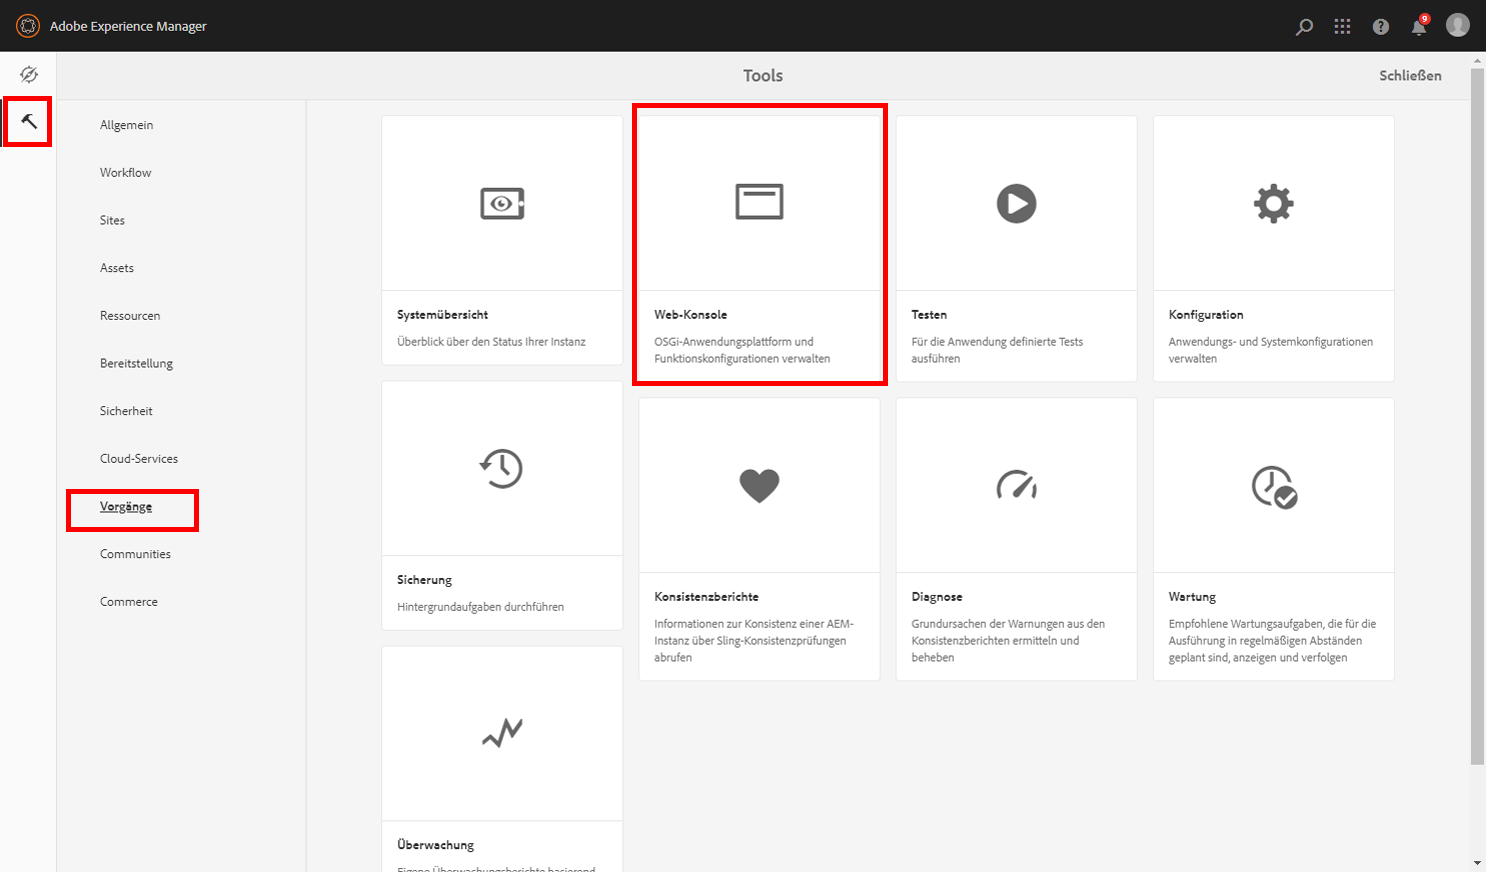 Adobe Experience Manager
9
Tools
Schließen
Allgemein
Workflow
Sites
Assets
Ressourcen
Bereitstellung
Sicherheit
Cloud-Services
Vorgänge
Communities
Commerce
Systemübersicht
Überblick über den Status Ihrer Instanz
Web-Konsole
OSGi-Anwendungsplattform und
Funktionskonfigurationen verwalten
Testen
Für die Anwendung definierte Tests
ausführen
Konfiguration
Anwendungs- und Systemkonfigurationen
verwalten
Sicherung
Hintergrundaufgaben durchführen
Konsistenzberichte
Informationen zur Konsistenz einer AEM-
Instanz über Sling-Konsistenzprüfungen
abrufen
Diagnose
Grundursachen der Warnungen aus den
Konsistenzberichten ermitteln und
beheben
Wartung
Empfohlene Wartungsaufgaben, die für die
Ausführung in regelmäßigen Abständen
geplant sind, anzeigen und verfolgen
Überwachung
Eigene Überwachungsberichte basierend